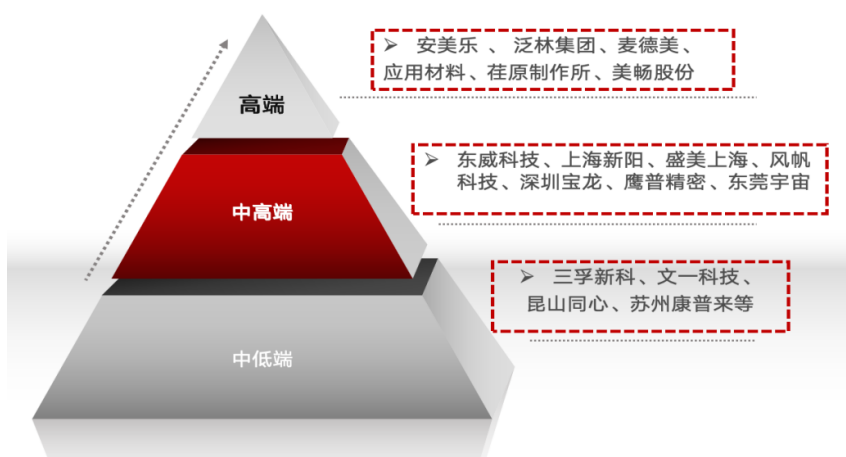 高端
➢ 安美乐 、 泛林集团、麦德美、
应用材料、荏原制作所、美畅股份
中高端
➢ 东威科技、上海新阳、盛美上海、风帆
科技、深圳宝龙、鹰普精密、东莞宇宙
中低端
➢ 三孚新科、文一科技、
昆山同心、苏州康普来等